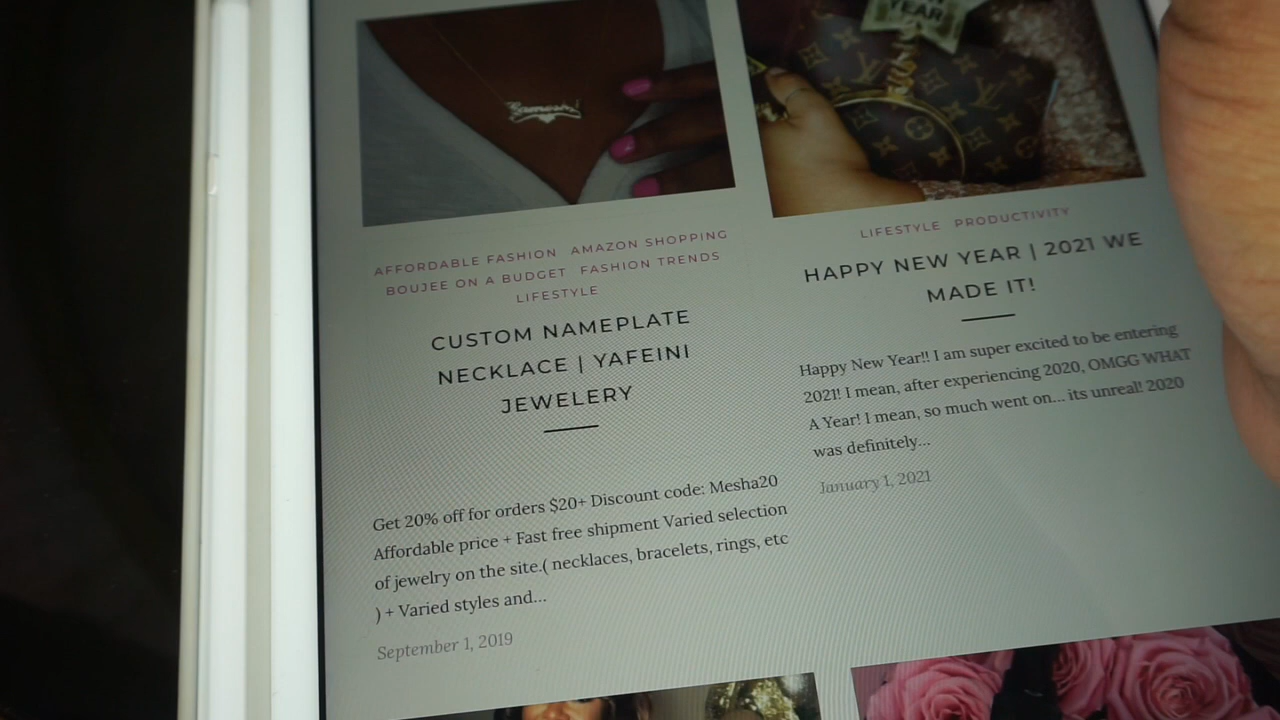 YEAR
AFFORDABLE FASHION AMAZON SHOPPING
BOUJEE ON A BUDGET FASHION TRENDS
LIFESTYLE
CUSTOM NAMEPLATE
NECKLACE | YAFEINI
JEWELERY
Get 20% off for orders $20+ Discount code: Mesha20
Affordable price + Fast free shipment Varied selection
of jewelry on the site.( necklaces, bracelets, rings, etc
) + Varied styles and...
September 1, 2019
LIFESTYLE PRODUCTIVITY
HAPPY NEW YEAR | 2021 WE
MADE IT!
Happy New Year!! I am super excited to be entering
2021! I mean, after experiencing 2020, OMGG WHAT
A Year! I mean, so much went on... its unreal! 2020
was definitely...
January 1, 2021